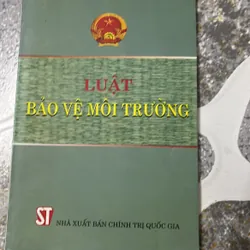 LUẬT
BẢO VỆ MÔI TRƯỜNG
ST NHÀ XUẤT BẢN CHÍNH TRỊ QUỐC GIA